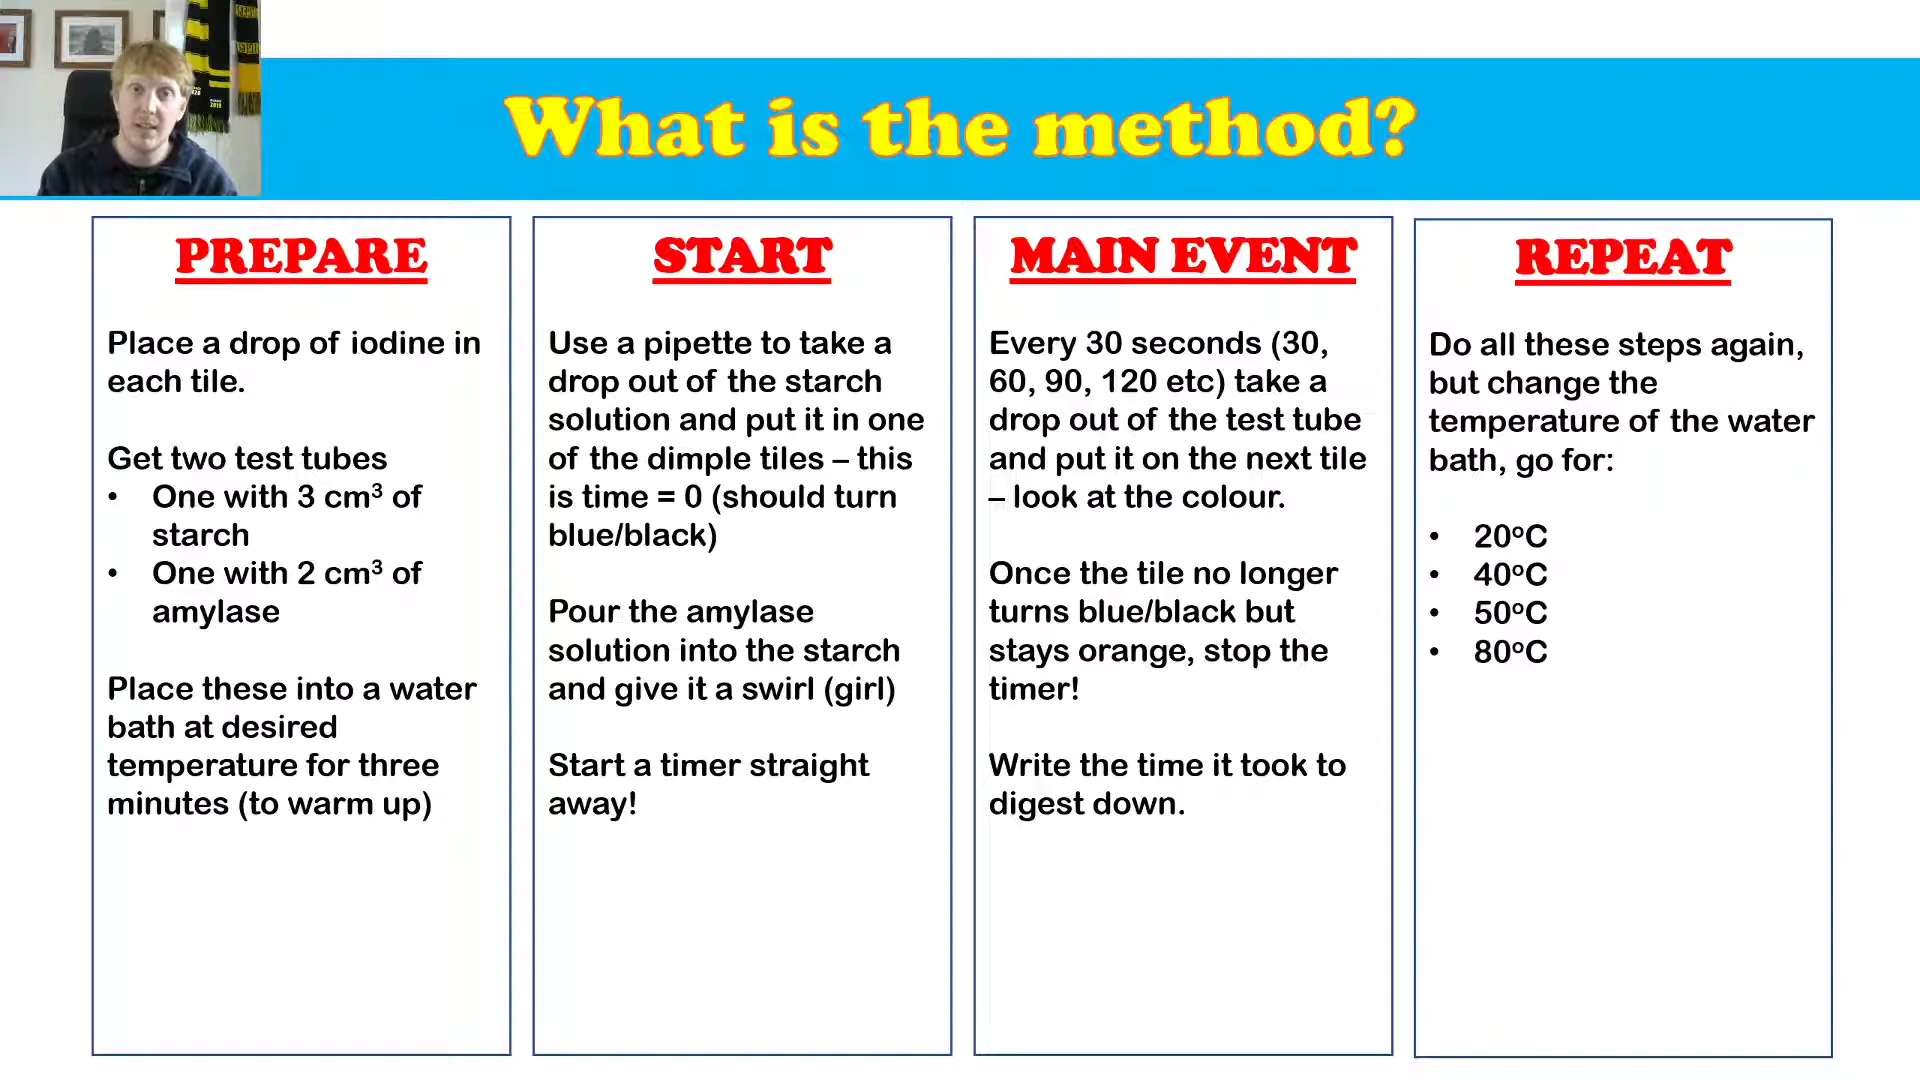 What is the method?
PREPARE
Place a drop of iodine in
each tile.
Get two test tubes
• One with 3 cm³ of
starch
• One with 2 cm³ of
amylase
Place these into a water
bath at desired
temperature for three
minutes (to warm up)
START
Use a pipette to take a
drop out of the starch
solution and put it in one
of the dimple tiles – this
is time = 0 (should turn
blue/black)
Pour the amylase
solution into the starch
and give it a swirl (girl)
Start a timer straight
away!
MAIN EVENT
Every 30 seconds (30,
60, 90, 120 etc) take a
drop out of the test tube
and put it on the next tile
– look at the colour.
Once the tile no longer
turns blue/black but
stays orange, stop the
timer!
Write the time it took to
digest down.
REPEAT
Do all these steps again,
but change the
temperature of the water
bath, go for:
• 20ᵒC
• 40ᵒC
• 50ᵒC
• 80ᵒC